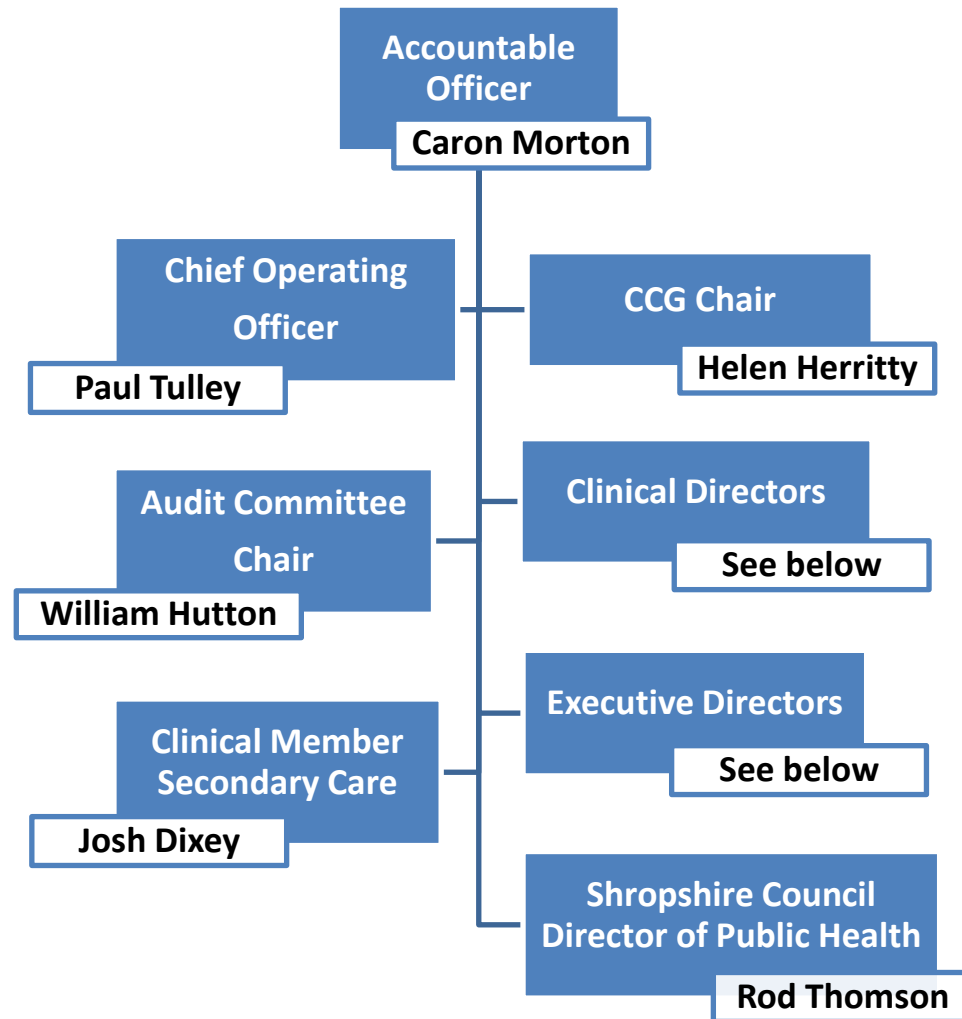 Accountable
Officer
Caron Morton
Chief Operating
Officer
Paul Tulley
CCG Chair
Helen Herritty
Audit Committee
Chair
William Hutton
Clinical Directors
See below
Clinical Member
Secondary Care
Josh Dixey
Executive Directors
See below
Shropshire Council
Director of Public Health
Rod Thomson